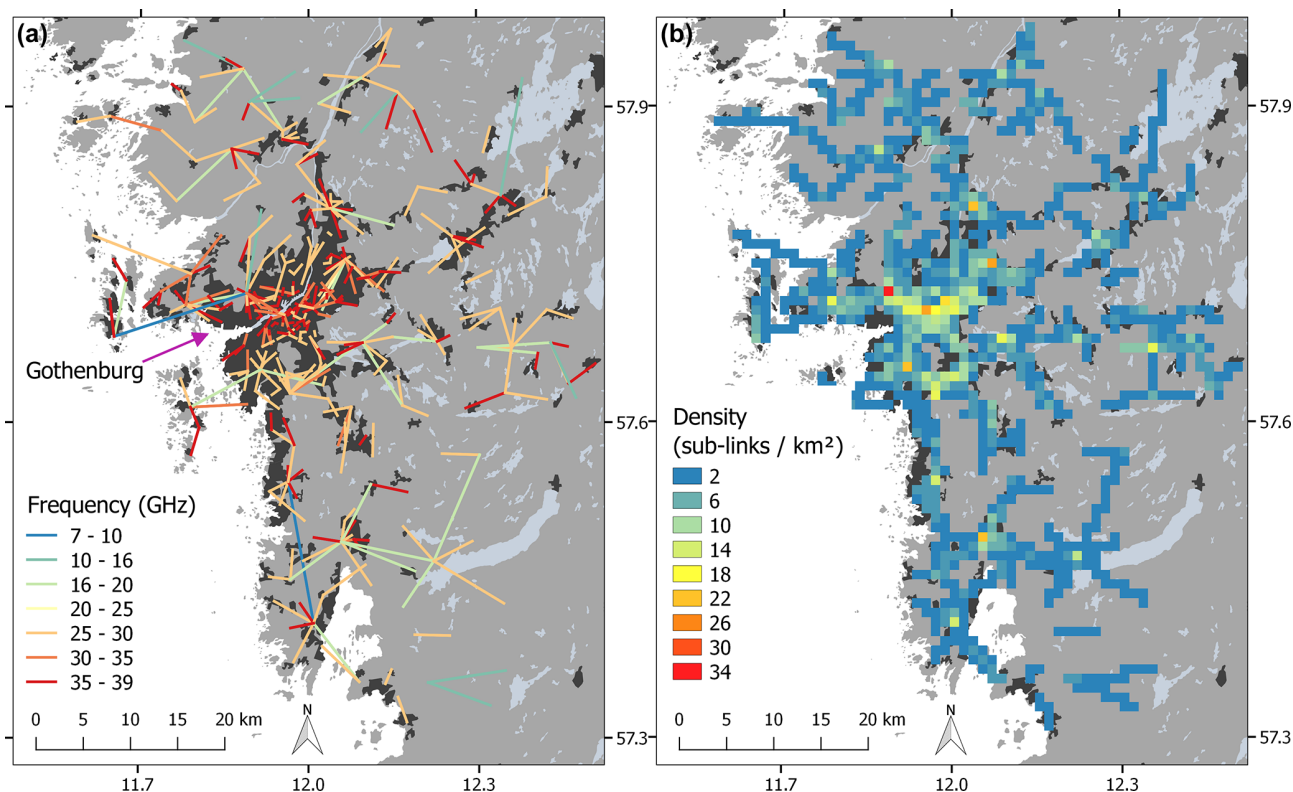 (a)
Gothenburg
Frequency (GHz)
7 - 10
10 - 16
16 - 20
20 - 25
25 - 30
30 - 35
35 - 39
0 5 10 15 20 km
N
11.7 12.0 12.3
57.9
57.6
57.3
(b)
Density
(sub-links / km²)
2
6
10
14
18
22
26
30
34
0 5 10 15 20 km
N
11.7 12.0 12.3
57.9
57.6
57.3